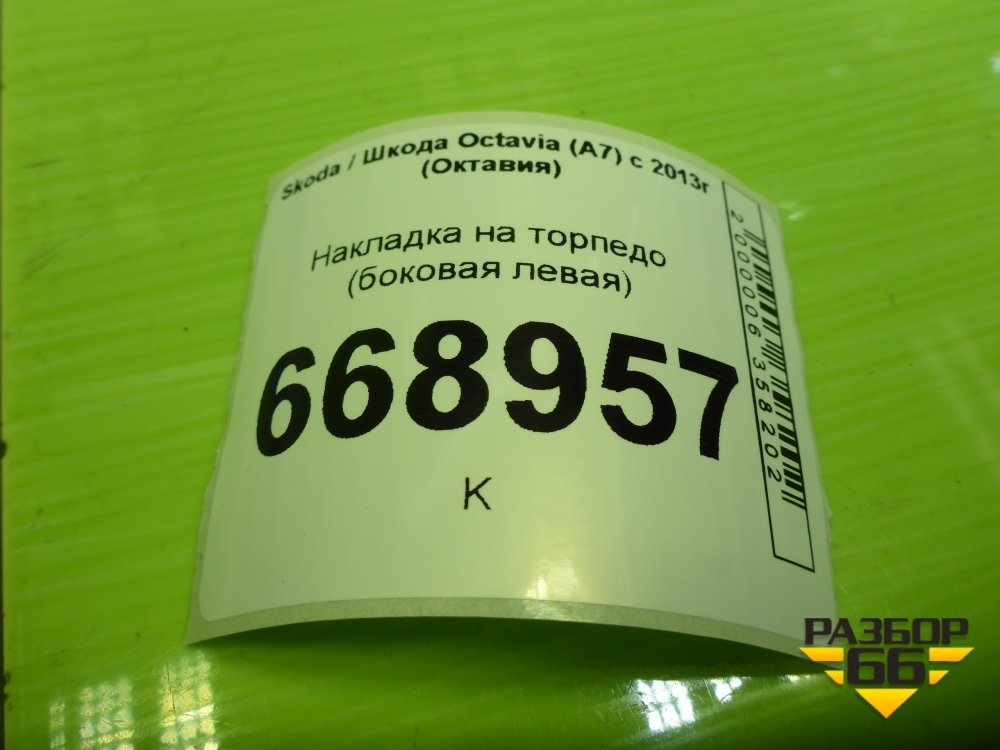 Skoda / Шкода Octavia (A7) с 2013г
(Октавия)
Накладка на торпедо
(боковая левая)
668957
К
2000006358202
РАЗБОР
66